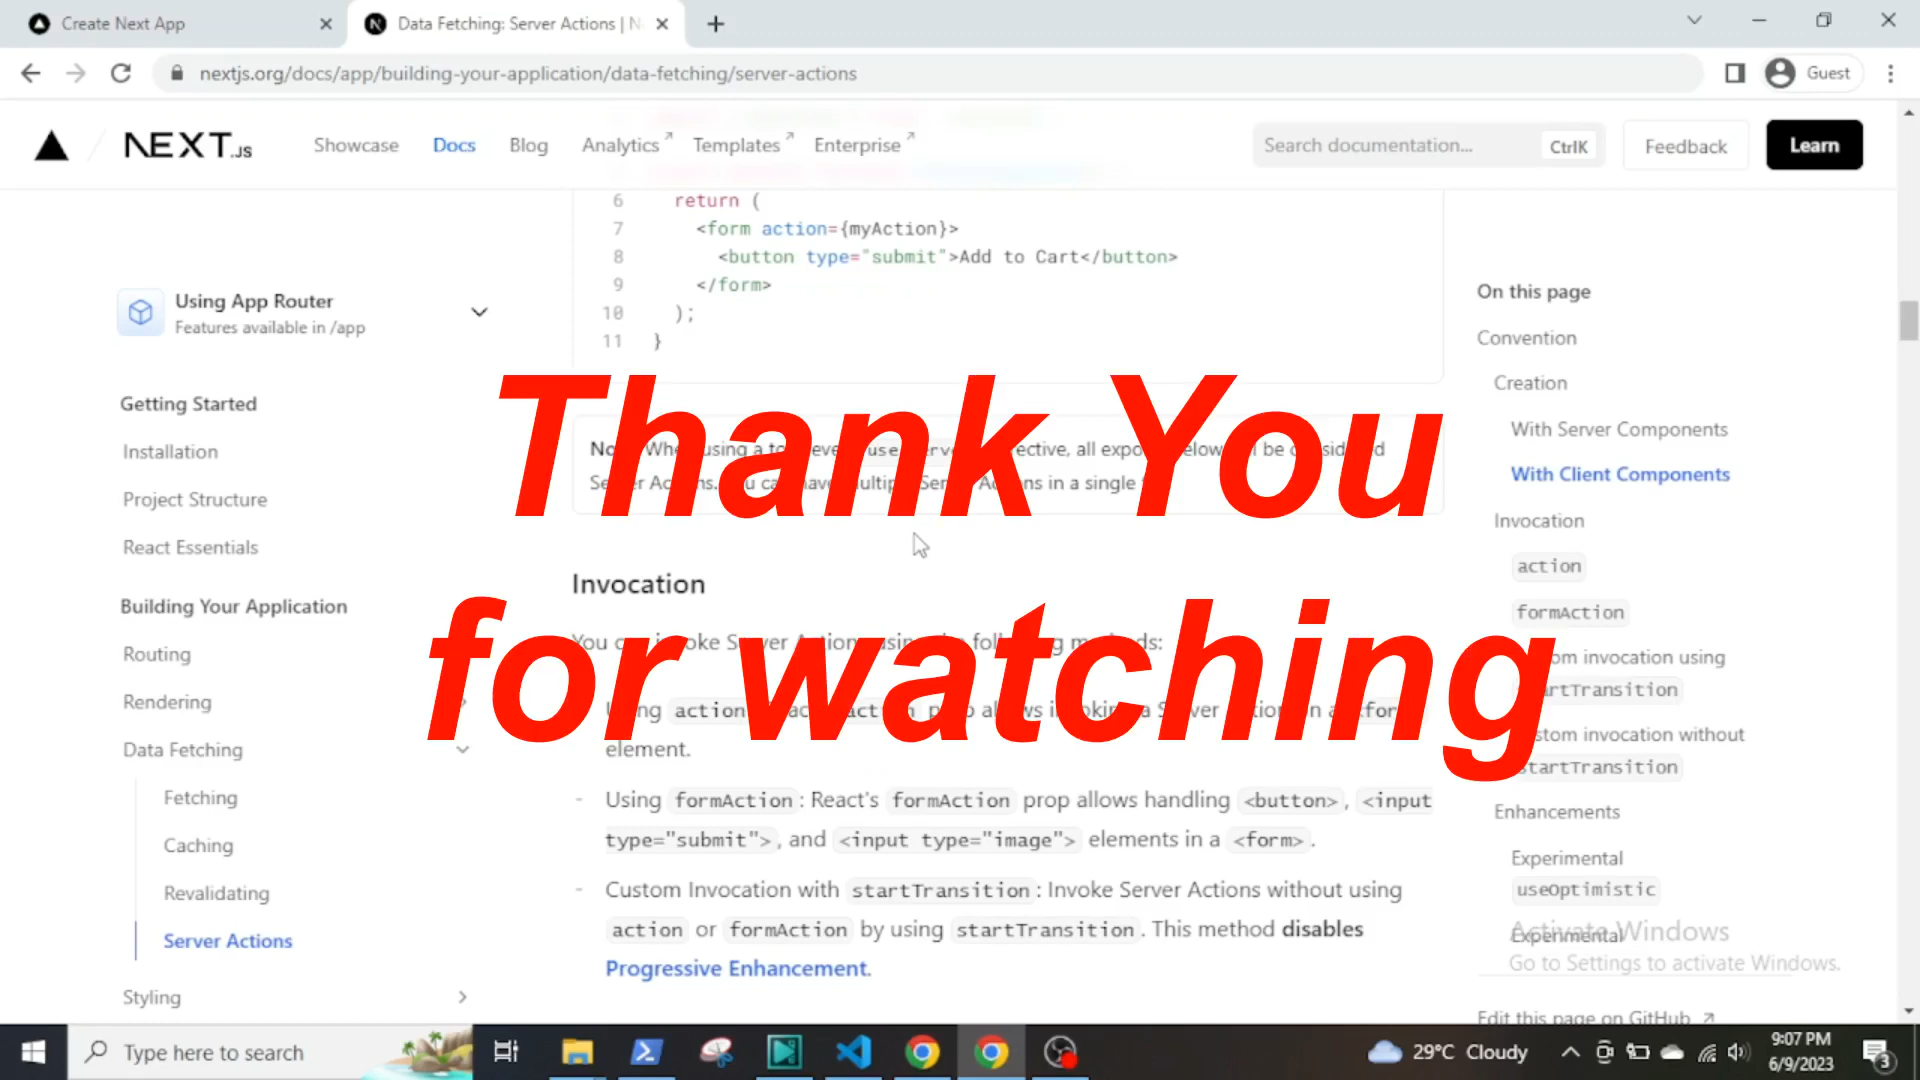 Create Next App
Data Fetching: Server Actions | N
nextjs.org/docs/app/building-your-application/data-fetching/server-actions
Guest
NEXT.JS
Showcase
Docs
Blog
Analytics
Templates
Enterprise
Search documentation...
CtrlK
Feedback
Learn
Using App Router
Features available in /app
Getting Started
Installation
Project Structure
React Essentials
Building Your Application
Routing
Rendering
Data Fetching
Fetching
Caching
Revalidating
Server Actions
Styling
6 return (
7 <form action={myAction}>
8 <button type="submit">Add to Cart</button>
9 </form>
10 );
11 }
Thank You
for watching
Invocation
element.
- Using formAction: React's formAction prop allows handling <button>, <input
type="submit">, and <input type="image"> elements in a <form>.
- Custom Invocation with startTransition: Invoke Server Actions without using
action or formAction by using startTransition. This method disables
Progressive Enhancement.
On this page
Convention
Creation
With Server Components
With Client Components
Invocation
action
formAction
invocation using
invocation without
startTransition
Enhancements
Experimental
useOptimistic
Experimental
Edit this page on GitHub
Activate Windows
Go to Settings to activate Windows.
Type here to search
29°C Cloudy
9:07 PM
6/9/2023
3